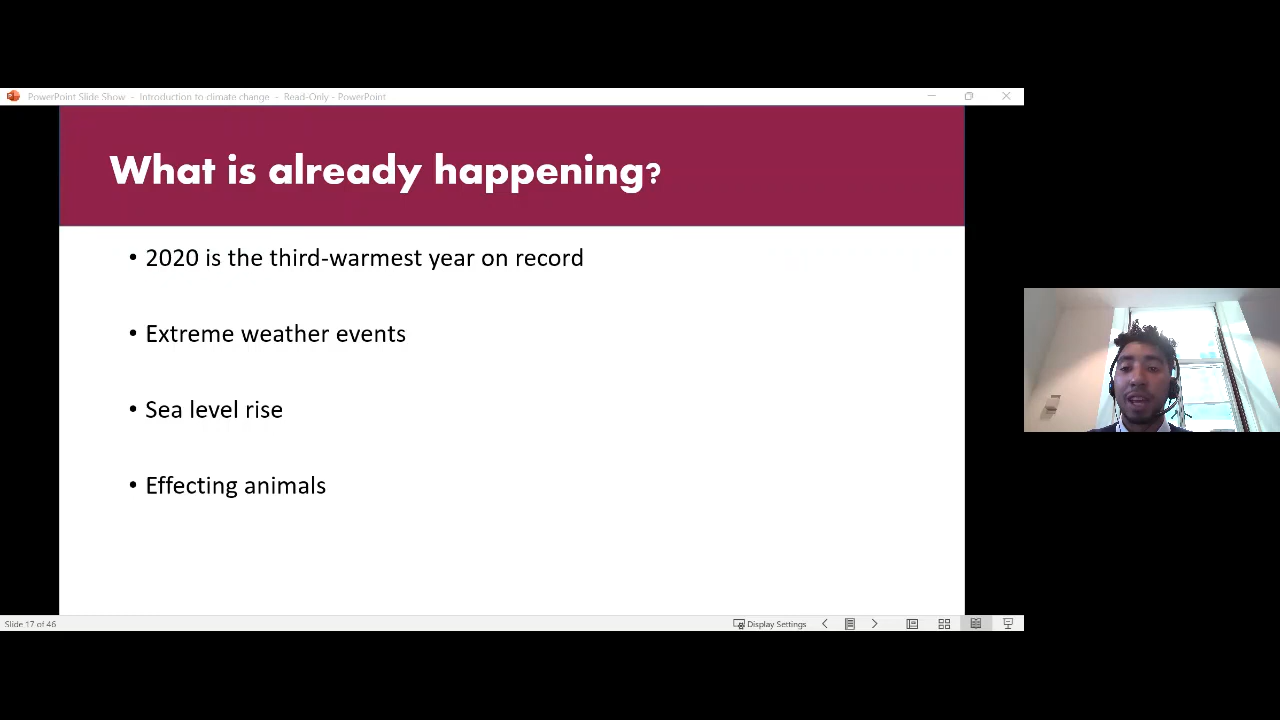 PowerPoint Slide Show - Introduction to climate change - Read-Only - PowerPoint
What is already happening?
• 2020 is the third-warmest year on record
• Extreme weather events
• Sea level rise
• Effecting animals
Slide 17 of 46
Display Settings